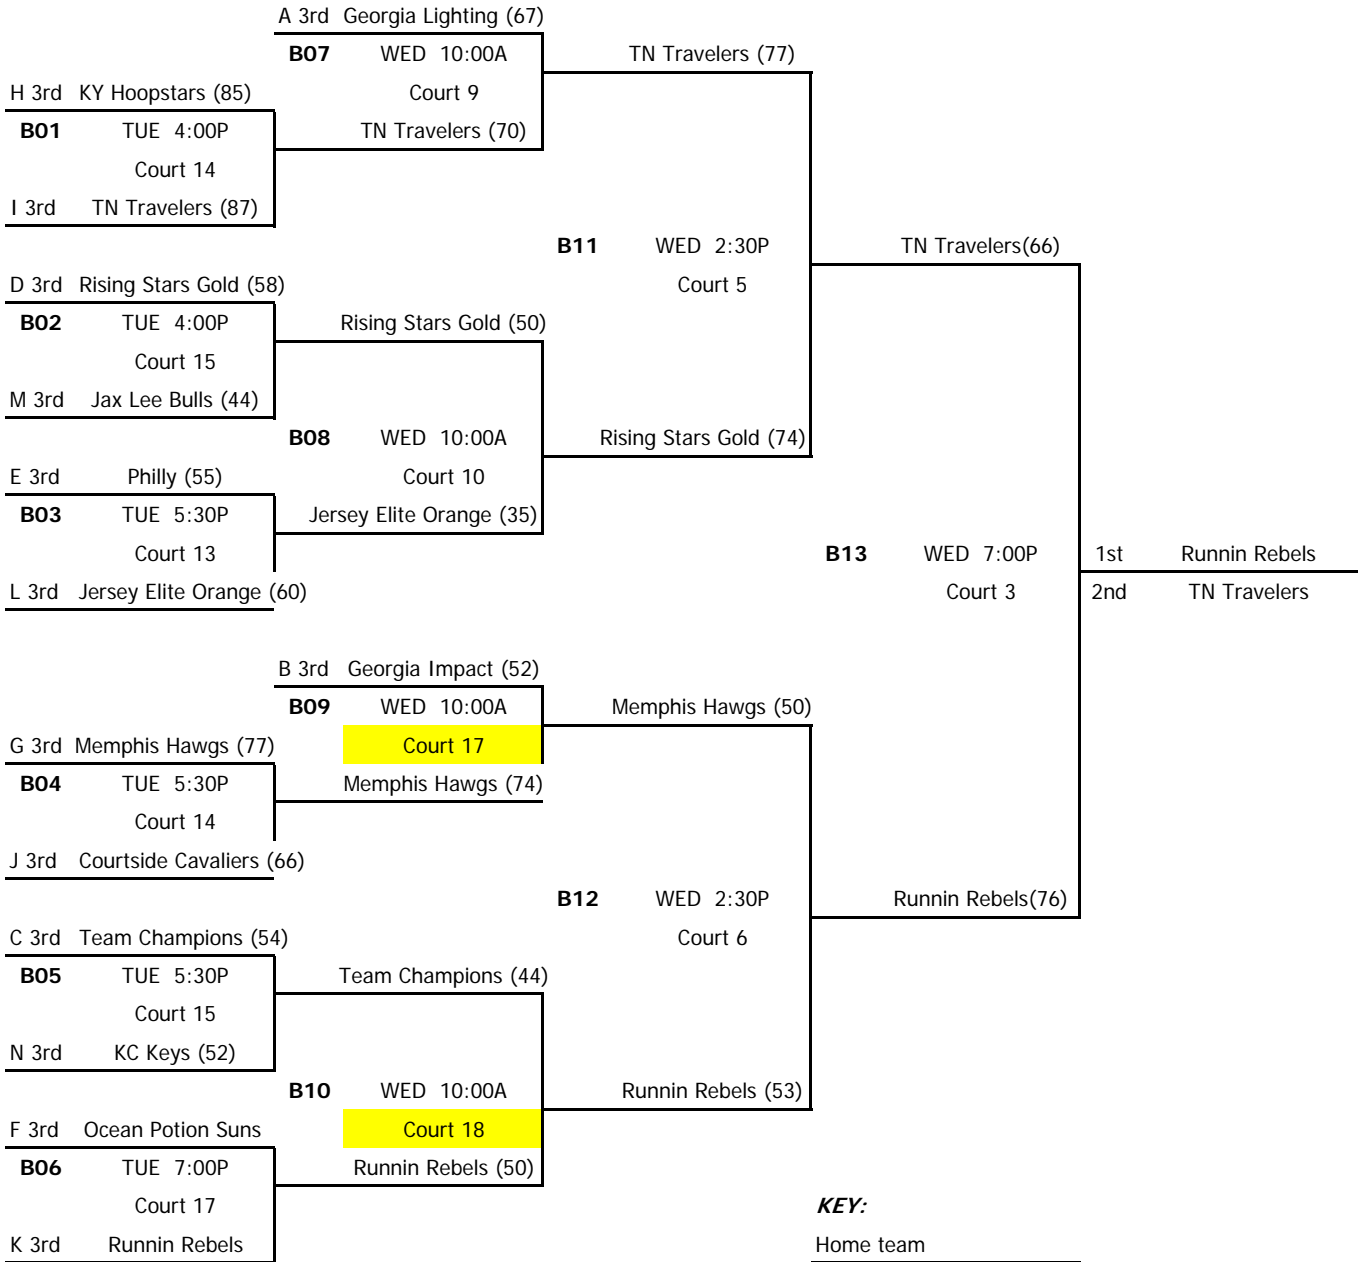 A 3rd Georgia Lighting (67)
B07 WED 10:00A TN Travelers (77)
H 3rd KY Hoopstars (85) Court 9
B01 TUE 4:00P TN Travelers (70)
Court 14
I 3rd TN Travelers (87)
B11 WED 2:30P TN Travelers(66)
D 3rd Rising Stars Gold (58) Court 5
B02 TUE 4:00P Rising Stars Gold (50)
Court 15
M 3rd Jax Lee Bulls (44)
B08 WED 10:00A Rising Stars Gold (74)
E 3rd Philly (55) Court 10
B03 TUE 5:30P Jersey Elite Orange (35)
Court 13 B13 WED 7:00P 1st Runnin Rebels
L 3rd Jersey Elite Orange (60) Court 3 2nd TN Travelers
B 3rd Georgia Impact (52)
B09 WED 10:00A Memphis Hawgs (50)
G 3rd Memphis Hawgs (77) Court 17
B04 TUE 5:30P Memphis Hawgs (74)
Court 14
J 3rd Courtside Cavaliers (66)
B12 WED 2:30P Runnin Rebels(76)
C 3rd Team Champions (54) Court 6
B05 TUE 5:30P Team Champions (44)
Court 15
N 3rd KC Keys (52)
B10 WED 10:00A Runnin Rebels (53)
F 3rd Ocean Potion Suns Court 18
B06 TUE 7:00P Runnin Rebels (50)
Court 17 KEY:
K 3rd Runnin Rebels Home team